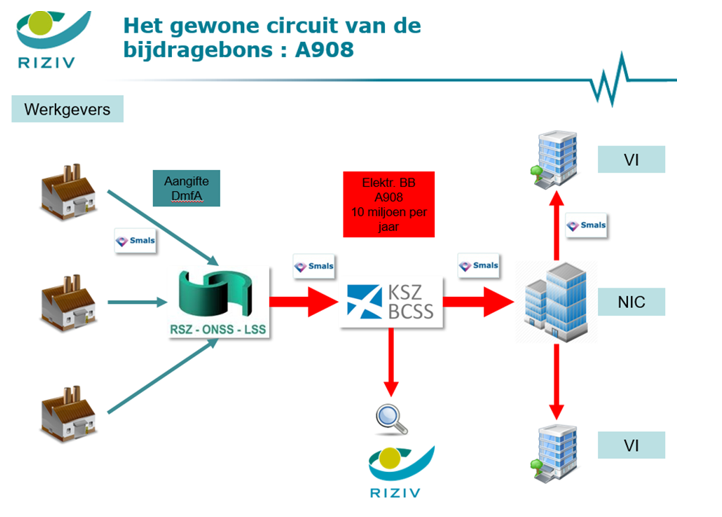 RIZIV
Het gewone circuit van de
bijdragebons : A908
Werkgevers
Aangifte
DmfA
Elektr. BB
A908
10 miljoen per
jaar
VI
Smals
Smals
Smals
Smals
RSZ - ONSS - LSS
KSZ
BCSS
NIC
VI
RIZIV